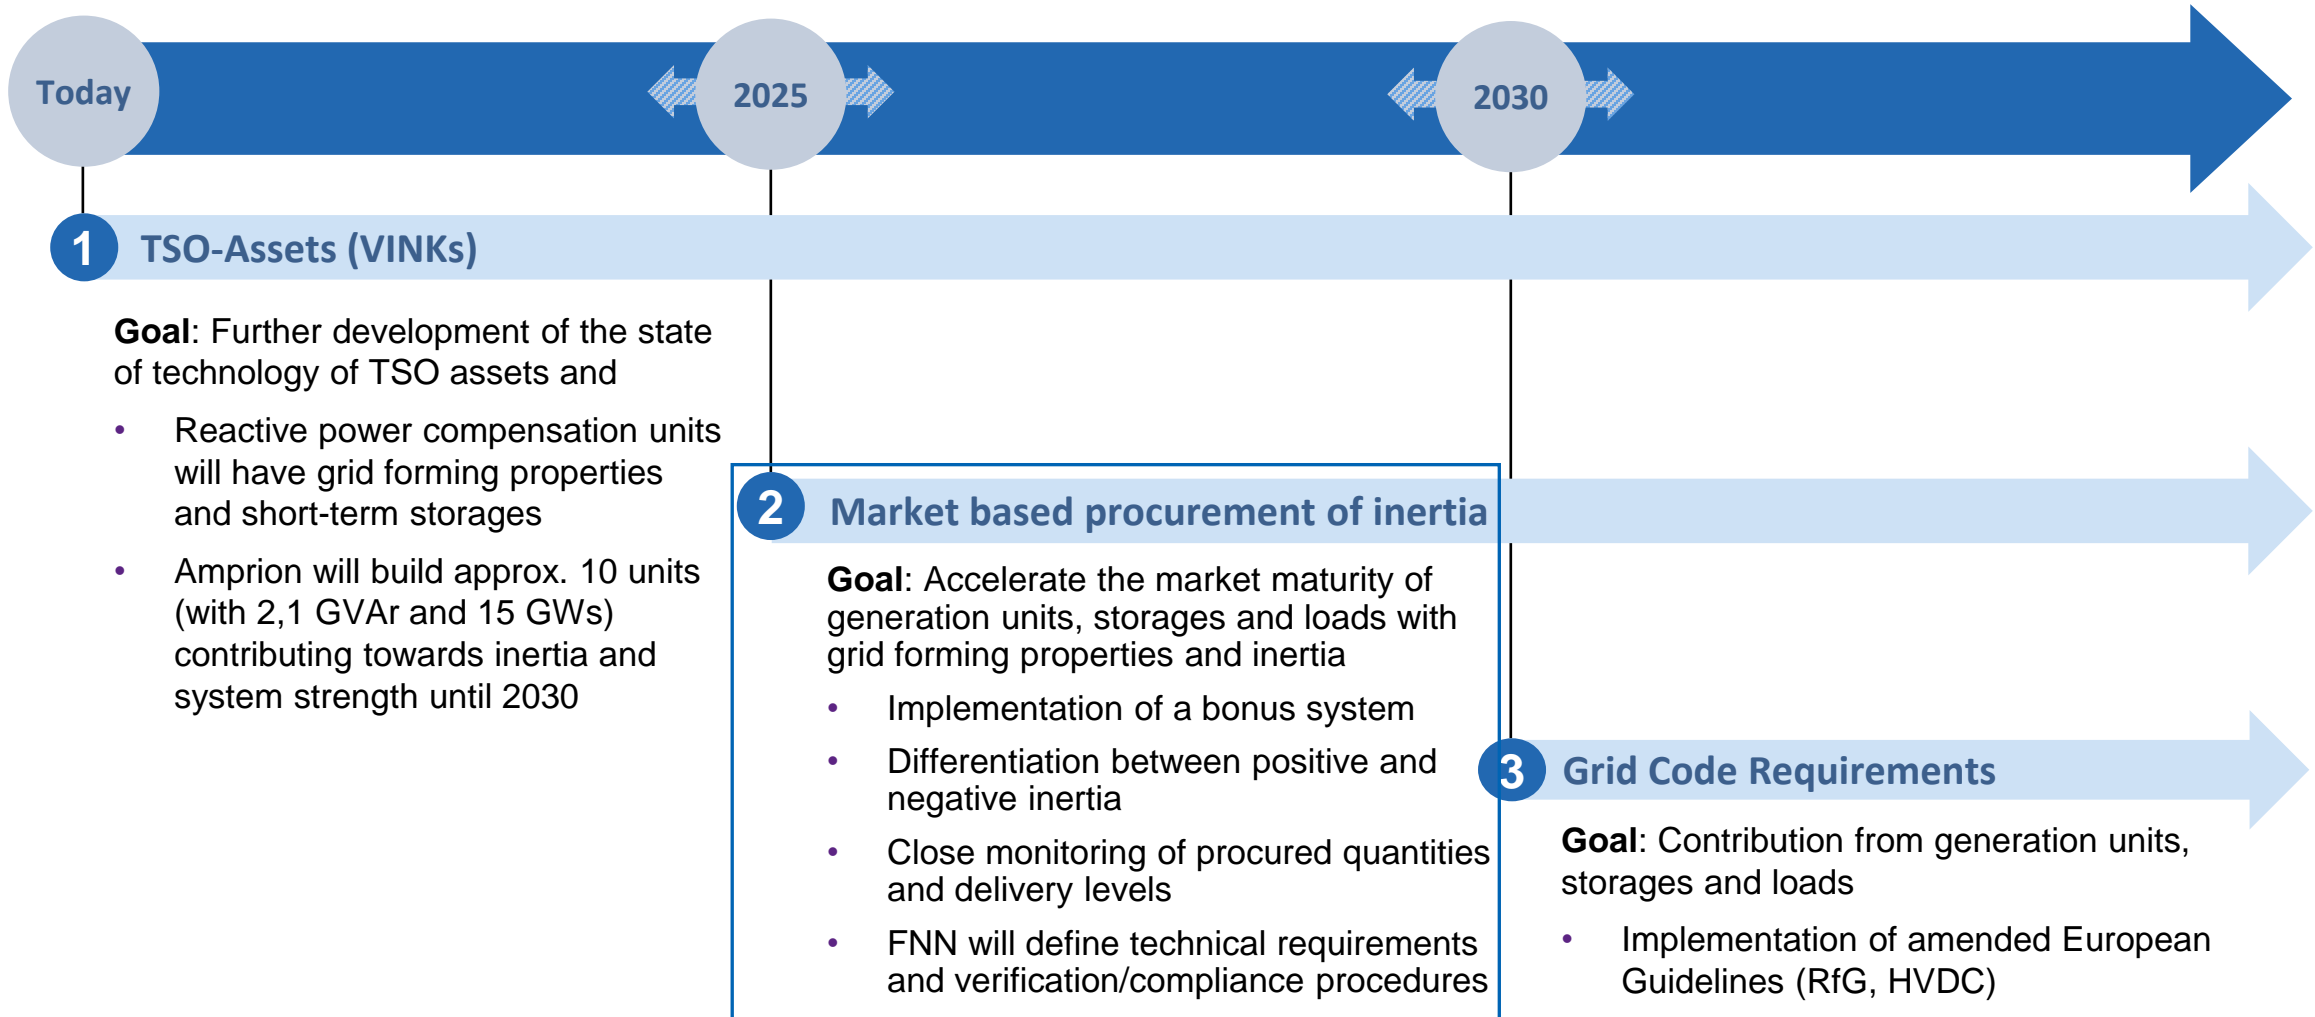 Today
2025
2030
1
TSO-Assets (VINKs)
Goal: Further development of the state
of technology of TSO assets and
• Reactive power compensation units
will have grid forming properties
and short-term storages
• Amprion will build approx. 10 units
(with 2,1 GVAr and 15 GWs)
contributing towards inertia and
system strength until 2030
2
Market based procurement of inertia
Goal: Accelerate the market maturity of
generation units, storages and loads with
grid forming properties and inertia
• Implementation of a bonus system
• Differentiation between positive and
negative inertia
• Close monitoring of procured quantities
and delivery levels
• FNN will define technical requirements
and verification/compliance procedures
3
Grid Code Requirements
Goal: Contribution from generation units,
storages and loads
• Implementation of amended European
Guidelines (RfG, HVDC)